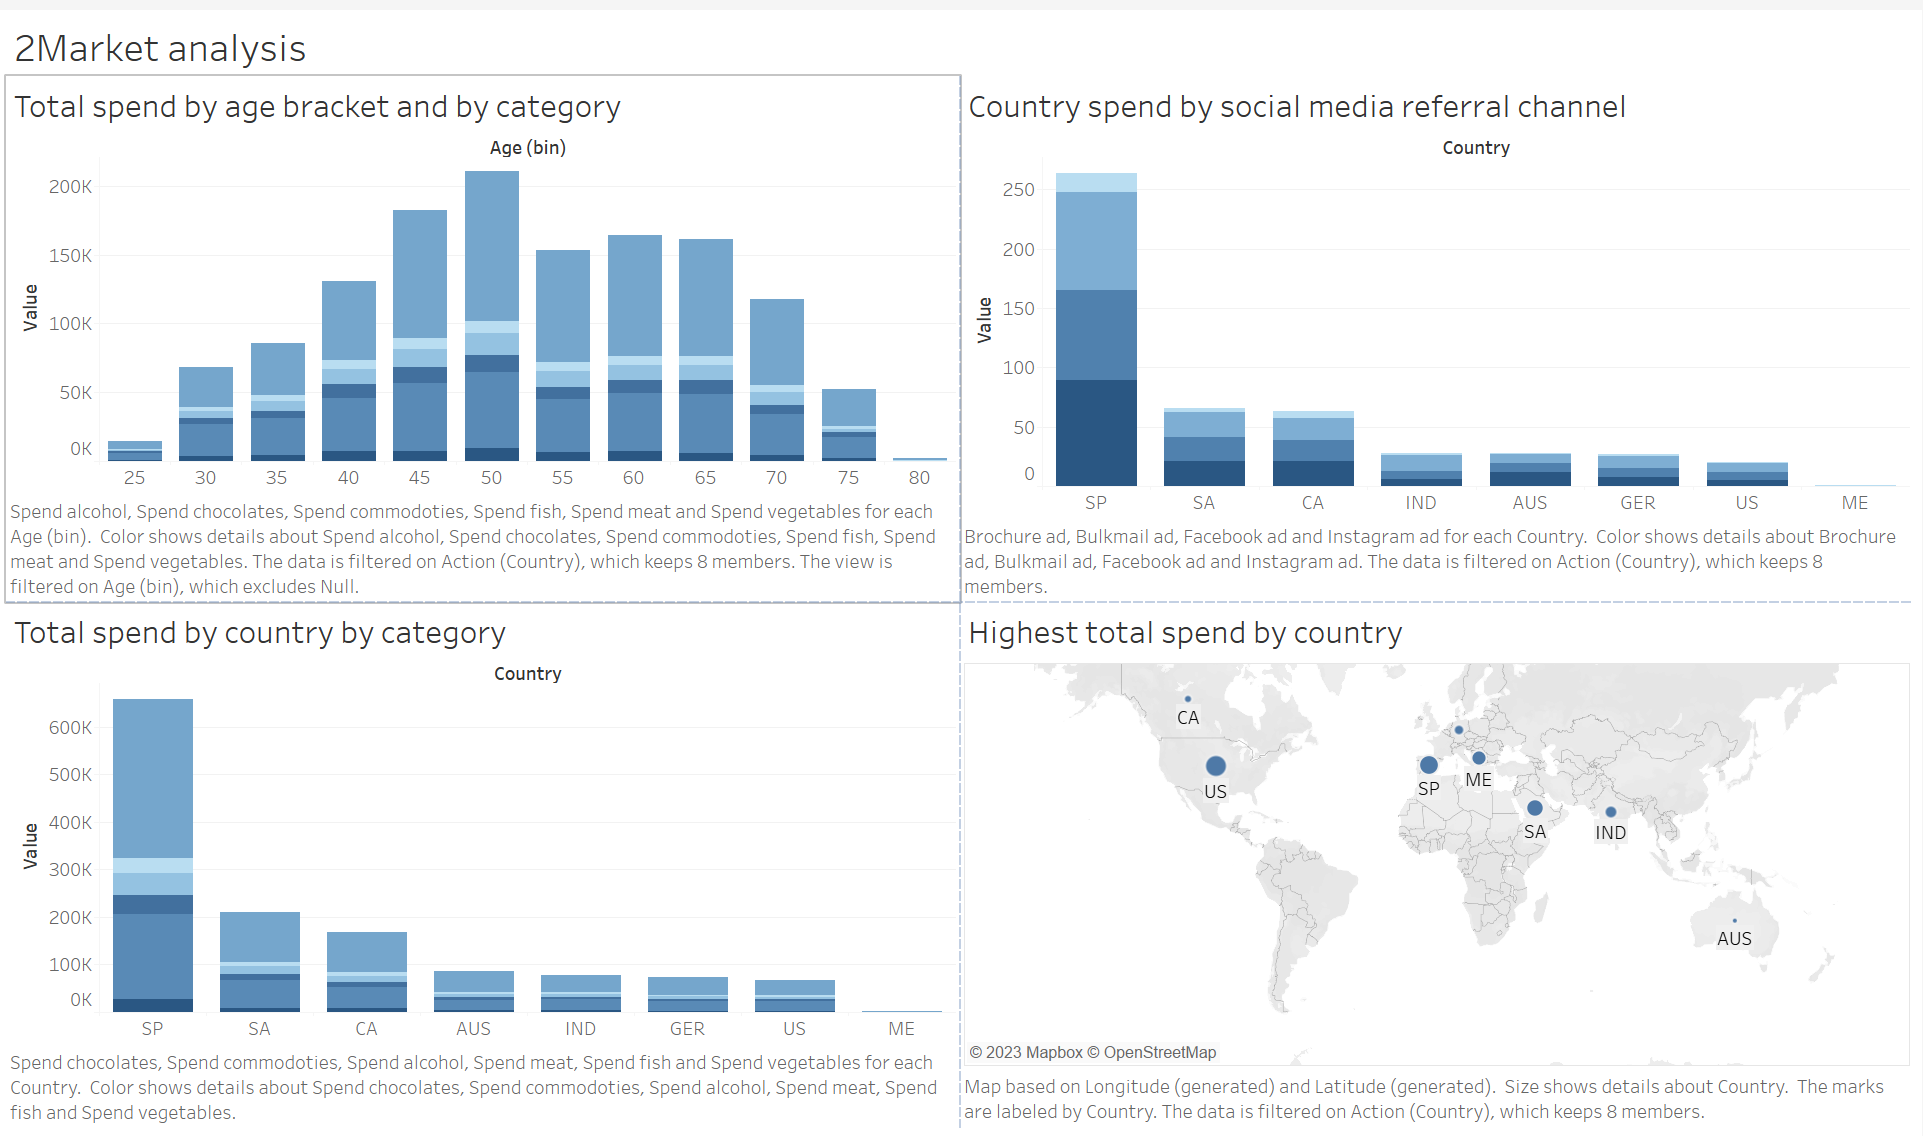 2Market analysis
Total spend by age bracket and by category
Age (bin)
Value
200K
150K
100K
50K
0K
25 30 35 40 45 50 55 60 65 70 75 80
Spend alcohol, Spend chocolates, Spend commodoties, Spend fish, Spend meat and Spend vegetables for each
Age (bin). Color shows details about Spend alcohol, Spend chocolates, Spend commodoties, Spend fish, Spend
meat and Spend vegetables. The data is filtered on Action (Country), which keeps 8 members. The view is
filtered on Age (bin), which excludes Null.
Country spend by social media referral channel
Country
Value
250
200
150
100
50
0
SP SA CA IND AUS GER US ME
Brochure ad, Bulkmail ad, Facebook ad and Instagram ad for each Country. Color shows details about Brochure
ad, Bulkmail ad, Facebook ad and Instagram ad. The data is filtered on Action (Country), which keeps 8
members.
Total spend by country by category
Country
Value
600K
500K
400K
300K
200K
100K
0K
SP SA CA AUS IND GER US ME
Spend chocolates, Spend commodoties, Spend alcohol, Spend meat, Spend fish and Spend vegetables for each
Country. Color shows details about Spend chocolates, Spend commodoties, Spend alcohol, Spend meat, Spend
fish and Spend vegetables.
Highest total spend by country
CA
US
SP
ME
SA
IND
AUS
© 2023 Mapbox © OpenStreetMap
Map based on Longitude (generated) and Latitude (generated). Size shows details about Country. The marks
are labeled by Country. The data is filtered on Action (Country), which keeps 8 members.